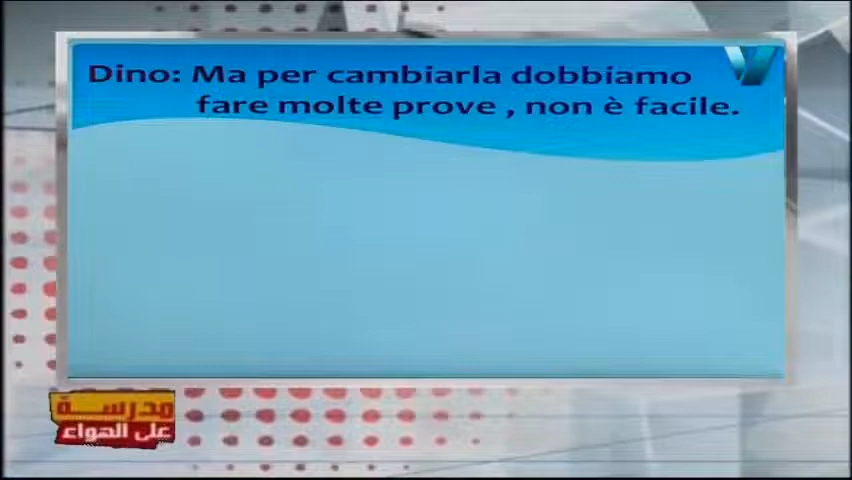 Dino: Ma per cambiarla dobbiamo
fare molte prove , non è facile.
مدرسة
على الهواء